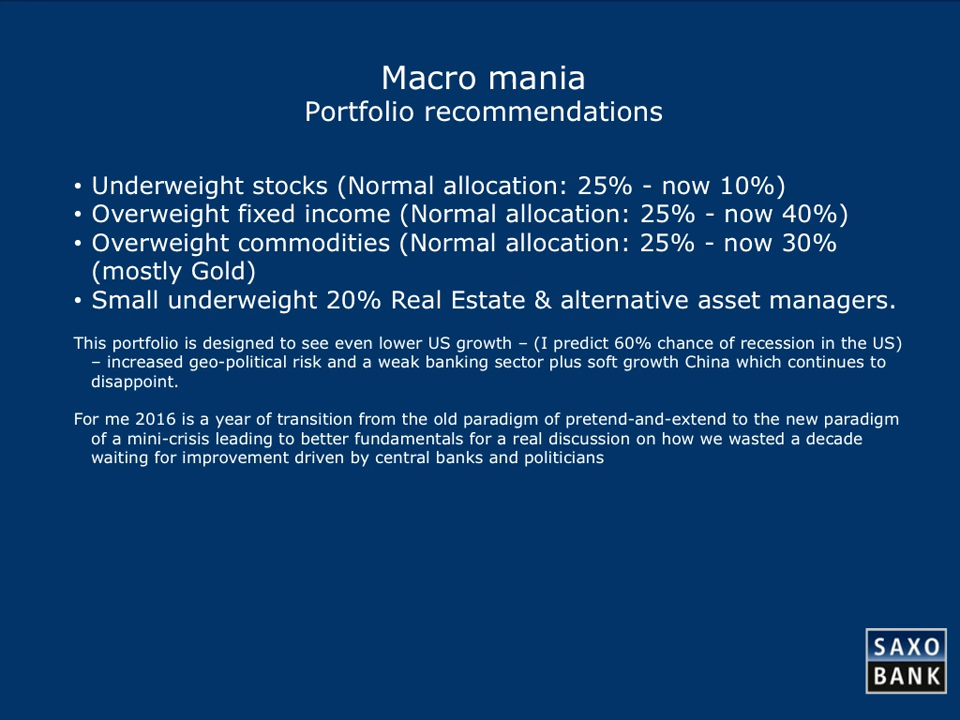 Macro mania
Portfolio recommendations
• Underweight stocks (Normal allocation: 25% - now 10%)
• Overweight fixed income (Normal allocation: 25% - now 40%)
• Overweight commodities (Normal allocation: 25% - now 30%
(mostly Gold)
• Small underweight 20% Real Estate & alternative asset managers.
This portfolio is designed to see even lower US growth – (I predict 60% chance of recession in the US)
– increased geo-political risk and a weak banking sector plus soft growth China which continues to
disappoint.
For me 2016 is a year of transition from the old paradigm of pretend-and-extend to the new paradigm
of a mini-crisis leading to better fundamentals for a real discussion on how we wasted a decade
waiting for improvement driven by central banks and politicians
SAXO
BANK